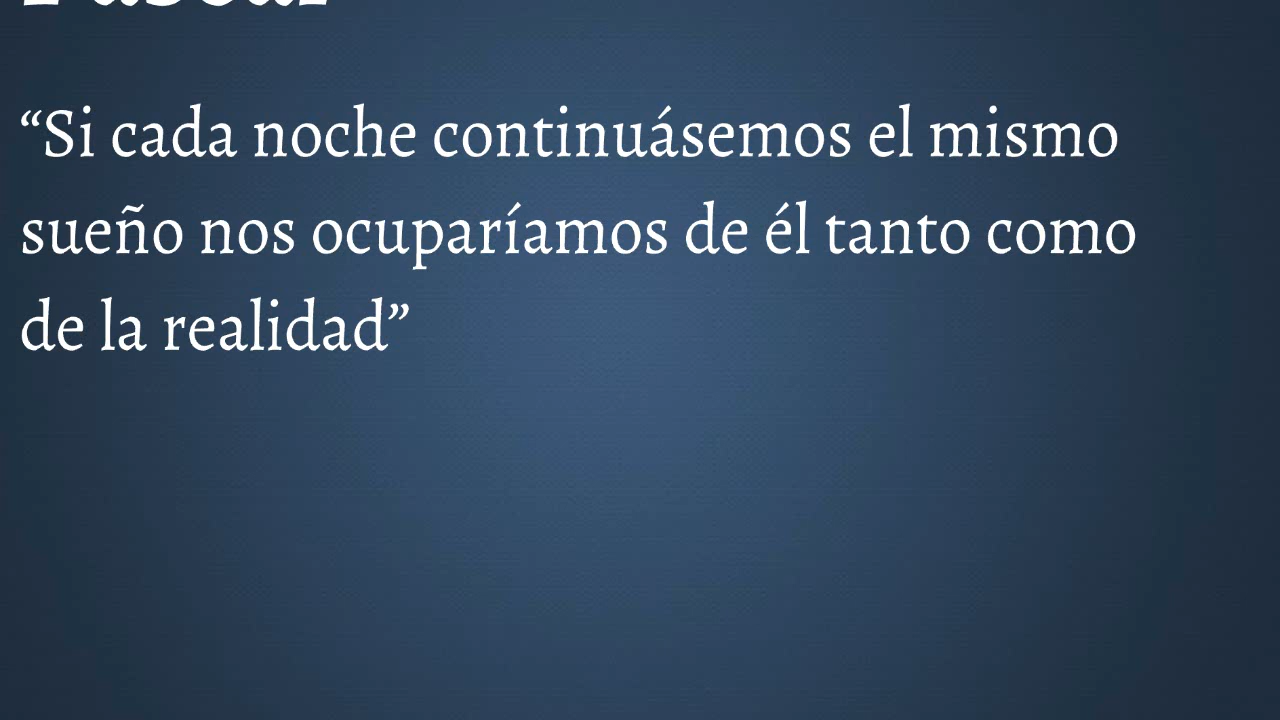 “Si cada noche continuásemos el mismo
sueño nos ocuparíamos de él tanto como
de la realidad”